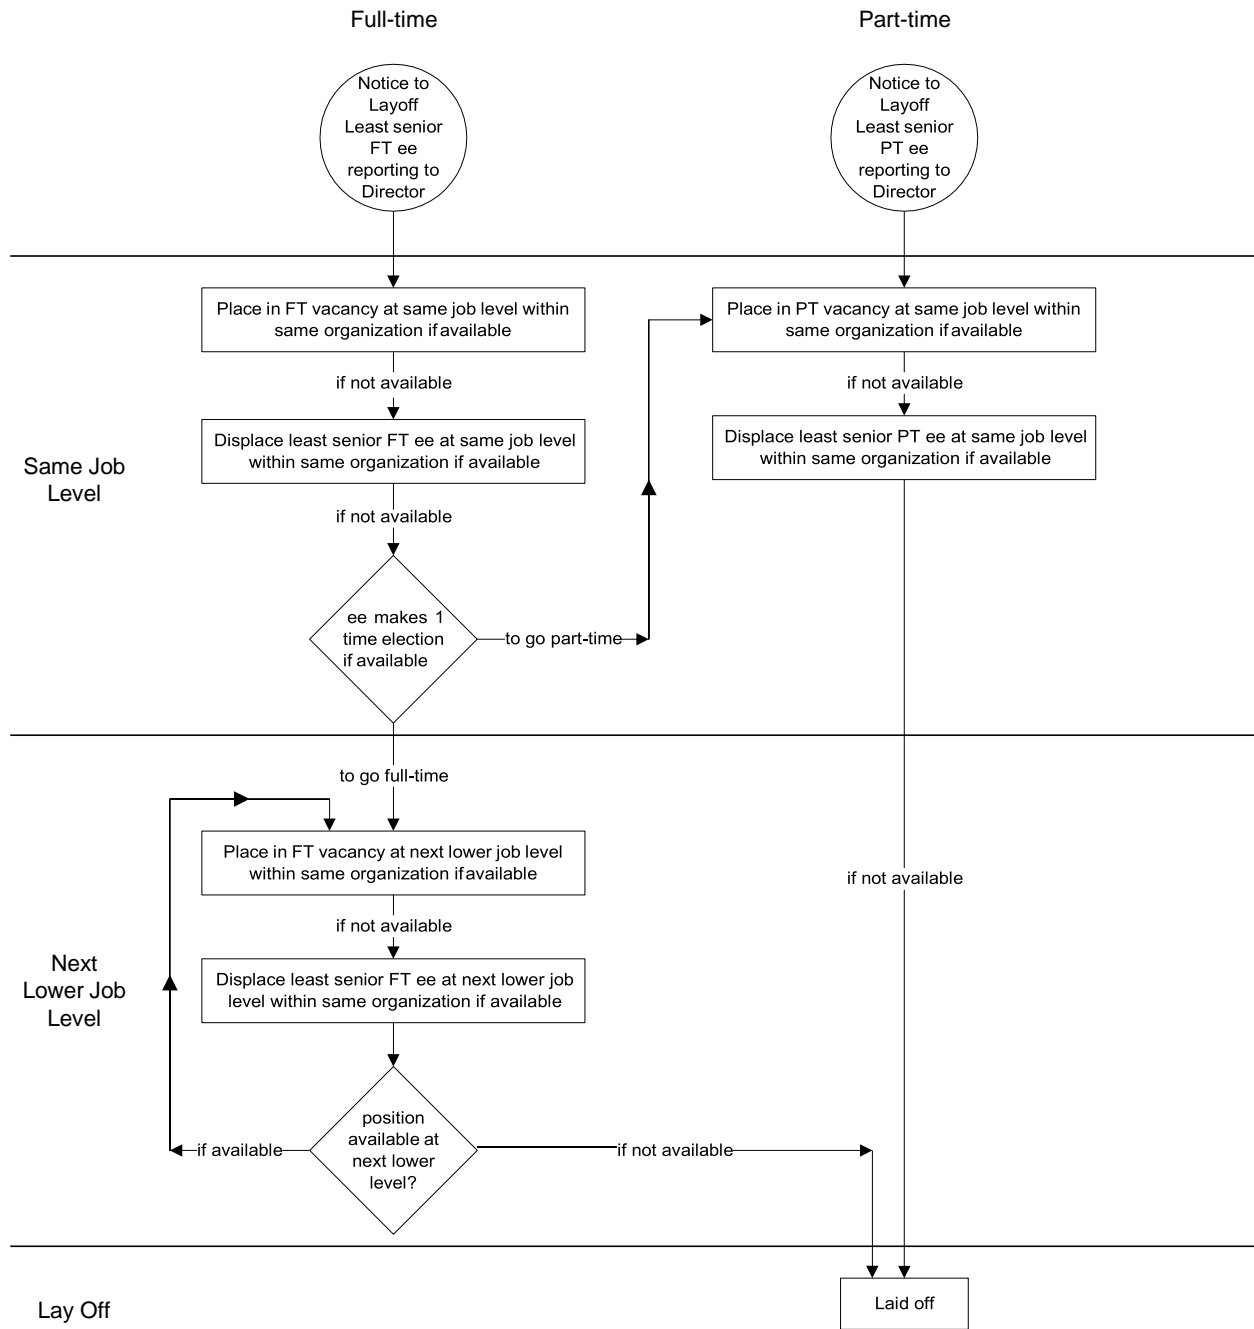 Full-time
Part-time
Notice to
Layoff
Least senior
FT ee
reporting to
Director
Notice to
Layoff
Least senior
PT ee
reporting to
Director
Place in FT vacancy at same job level within
same organization if available
Place in PT vacancy at same job level within
same organization if available
if not available
if not available
Displace least senior FT ee at same job level
within same organization if available
Displace least senior PT ee at same job level
within same organization if available
Same Job
Level
if not available
ee makes 1
time election
if available
to go part-time
to go full-time
Place in FT vacancy at next lower job level
within same organization if available
if not available
if not available
Displace least senior FT ee at next lower job
level within same organization if available
Next
Lower Job
Level
position
available at
next lower
level?
if available
if not available
Lay Off
Laid off